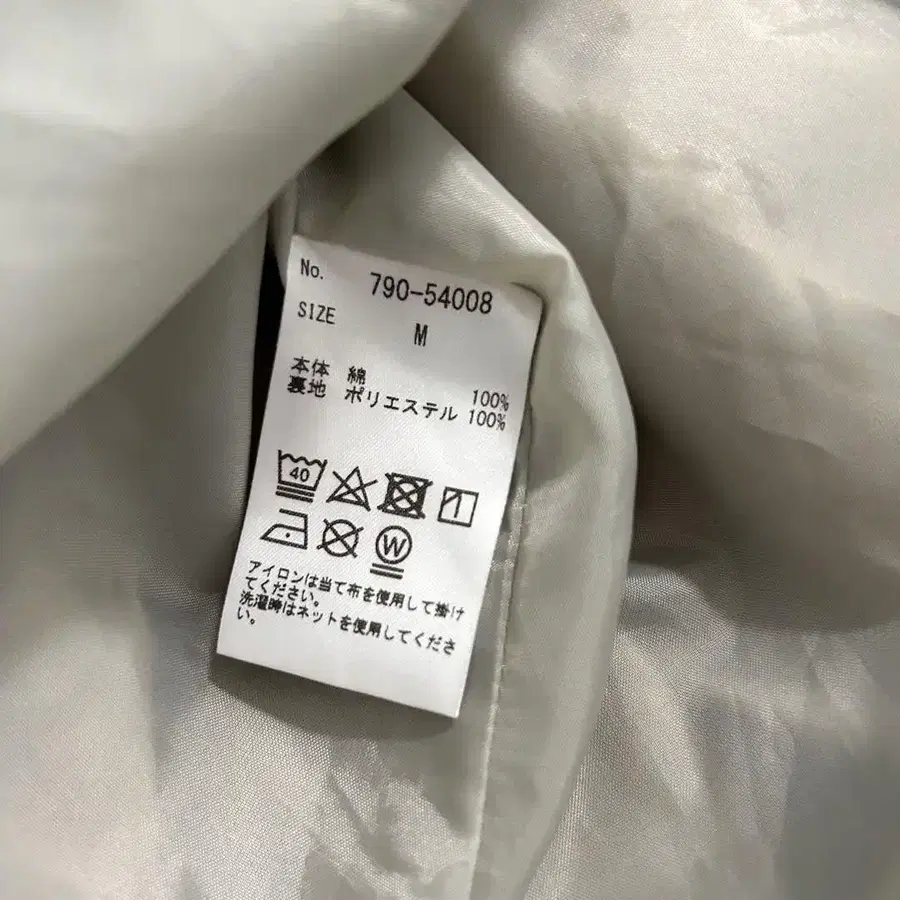 No. 790-54008
SIZE M
本体 綿 100%
裏地 ポリエステル 100%
40
W
アイロンは当て布を使用して掛け
てください。
洗濯時はネットを使用してくださ
い。